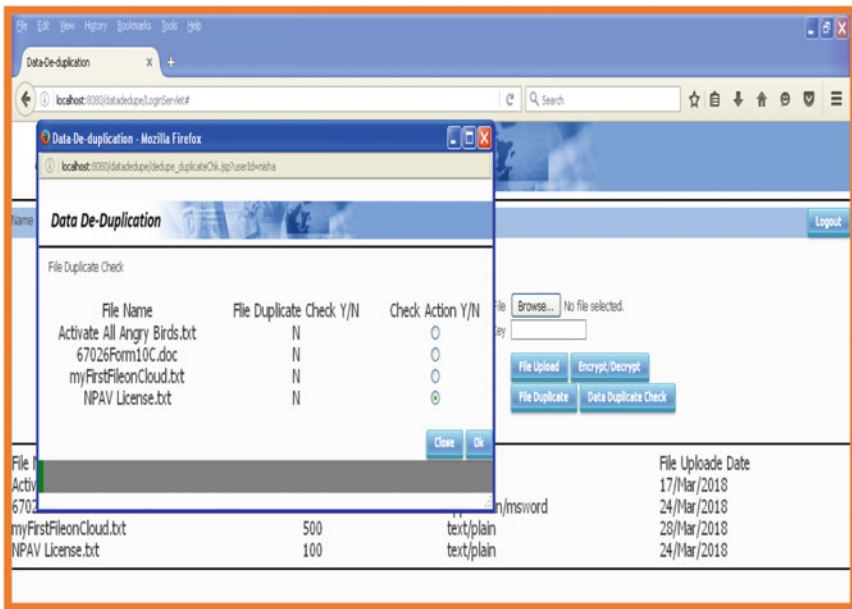 File Edit View History Bookmarks Tools Help
Data-De-duplication x +
localhost:8080/datadedupe/LoginServlet#
Search
Data-De-duplication - Mozilla Firefox
localhost:8080/datadedupe/dedupe_duplicateChk.jsp?userId=nisha
Name
Data De-Duplication
Logout
File Duplicate Check
File Name Flie Duplicate Check Y/N Check Action Y/N
Activate All Angry Birds.txt N
67026Form10C.doc N
myFirstFileonCloud.txt N
NPAV License.txt N
Close Ok
File Browse... No file selected.
File Upload Encrypt/Decrypt
File Duplicate Data Duplicate Check
File File Uploade Date
Activ 17/Mar/2018
6702 n/msword 24/Mar/2018
myFirstFileonCloud.txt 500 text/plain 28/Mar/2018
NPAV License.txt 100 text/plain 24/Mar/2018